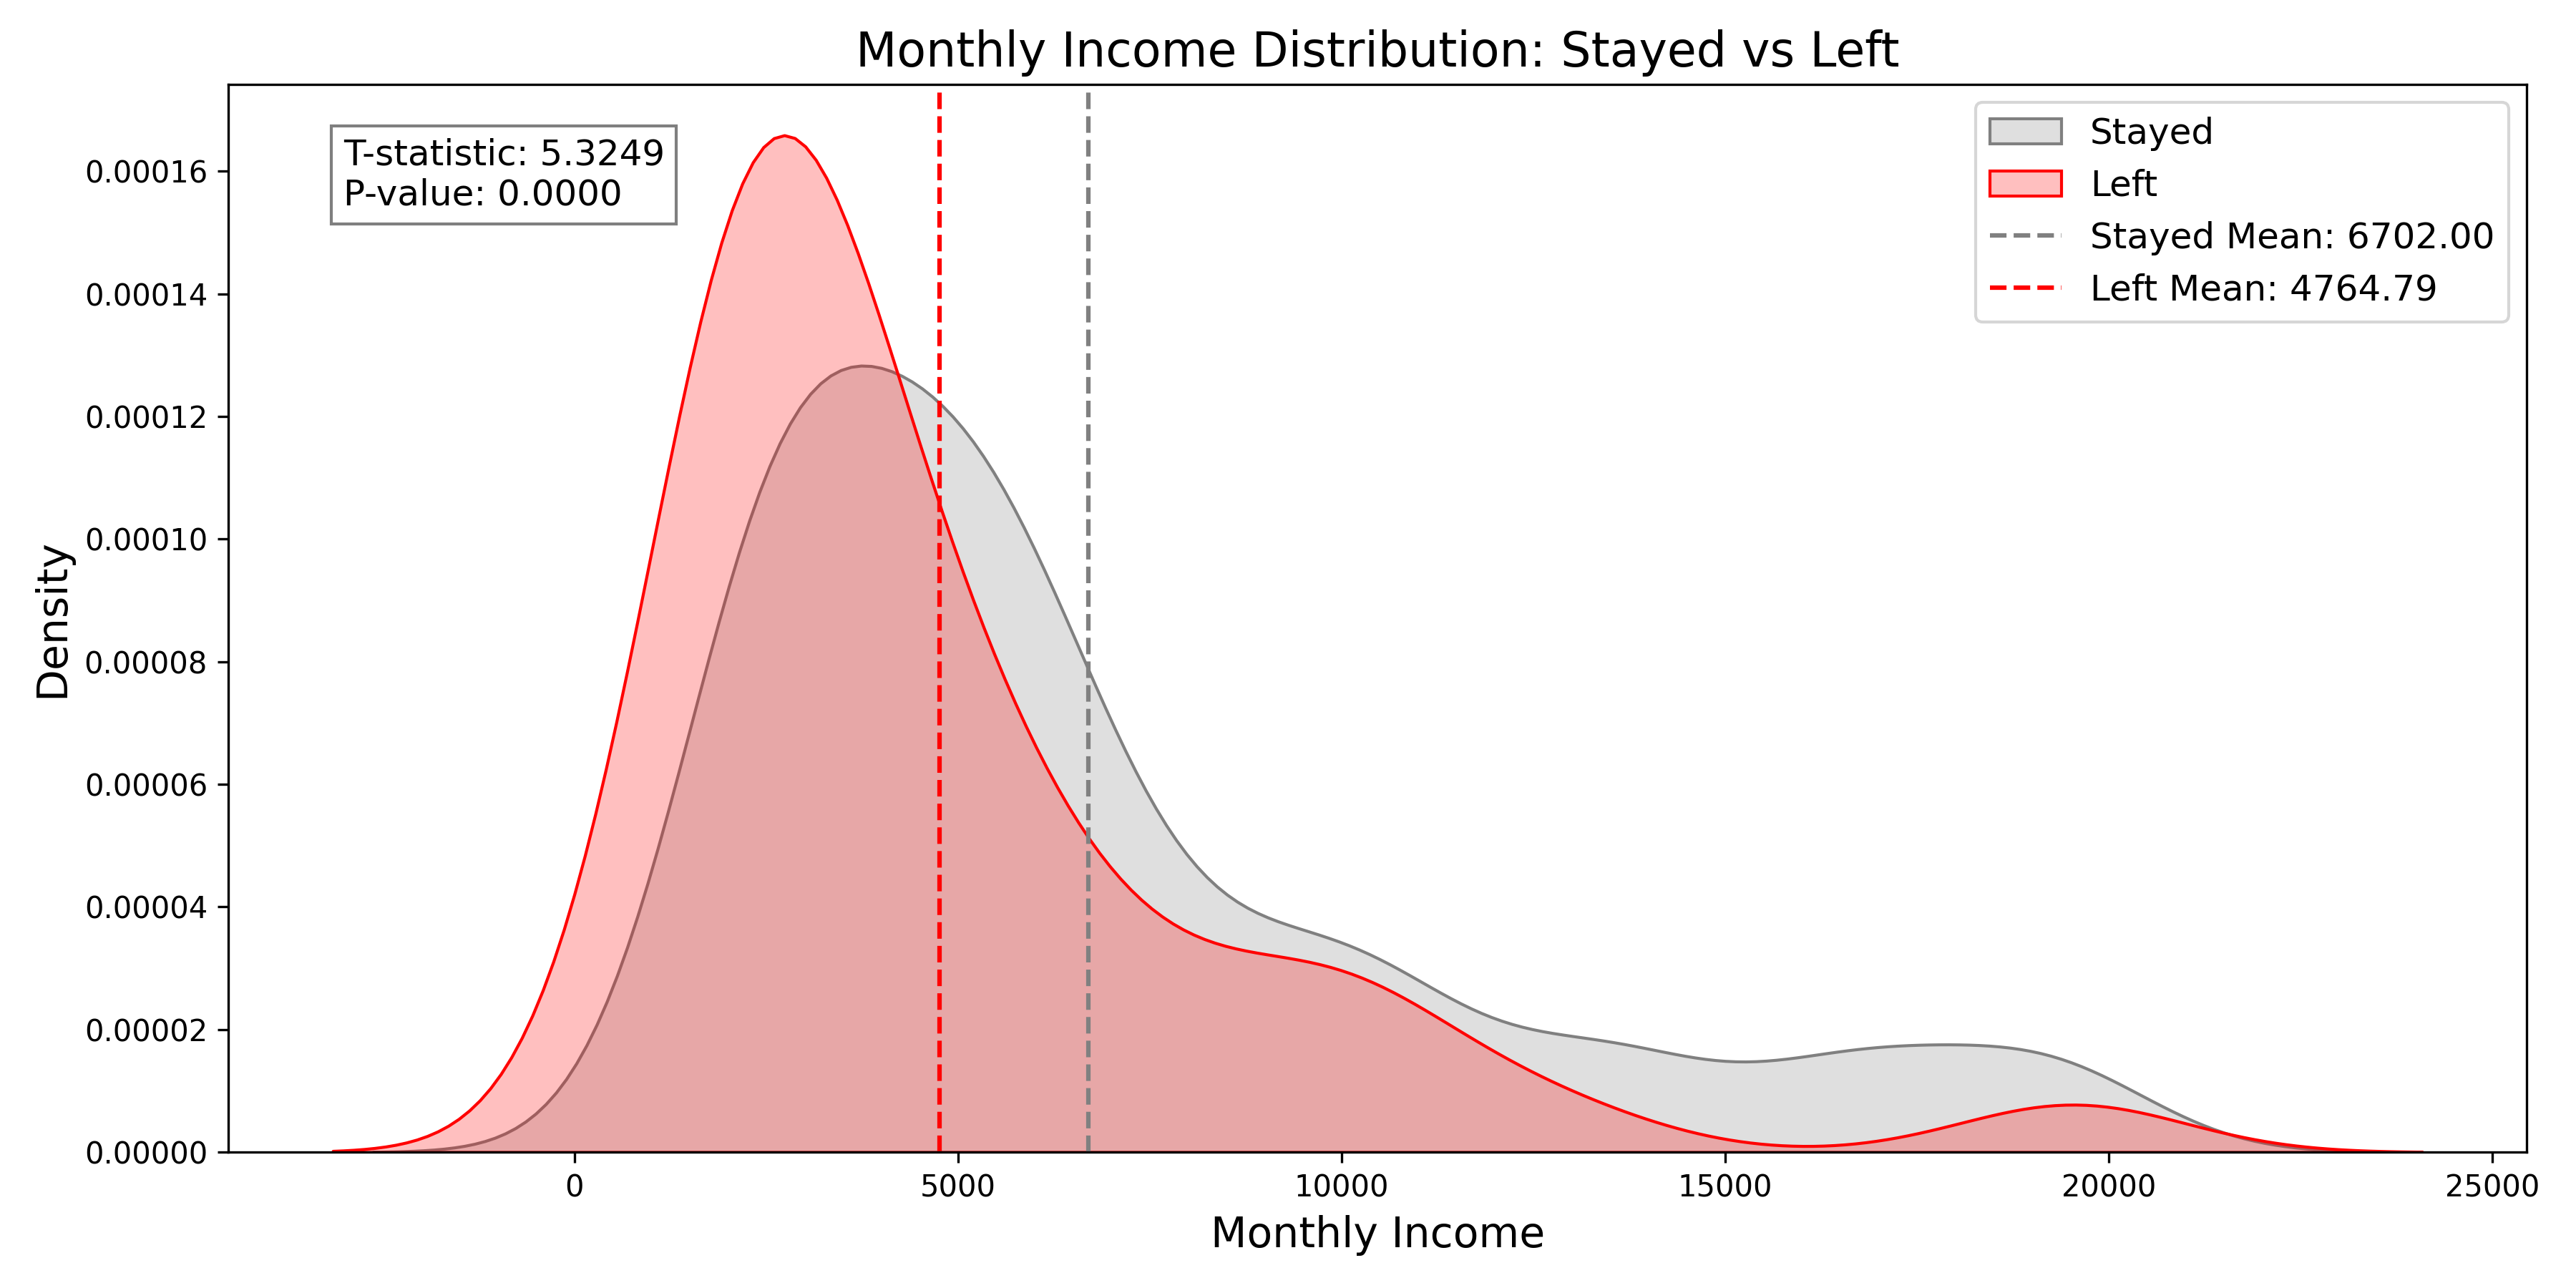 Monthly Income Distribution: Stayed vs Left
T-statistic: 5.3249
P-value: 0.0000
Stayed
Left
Stayed Mean: 6702.00
Left Mean: 4764.79
Density
0.00016
0.00014
0.00012
0.00010
0.00008
0.00006
0.00004
0.00002
0.00000
0 5000 10000 15000 20000 25000
Monthly Income